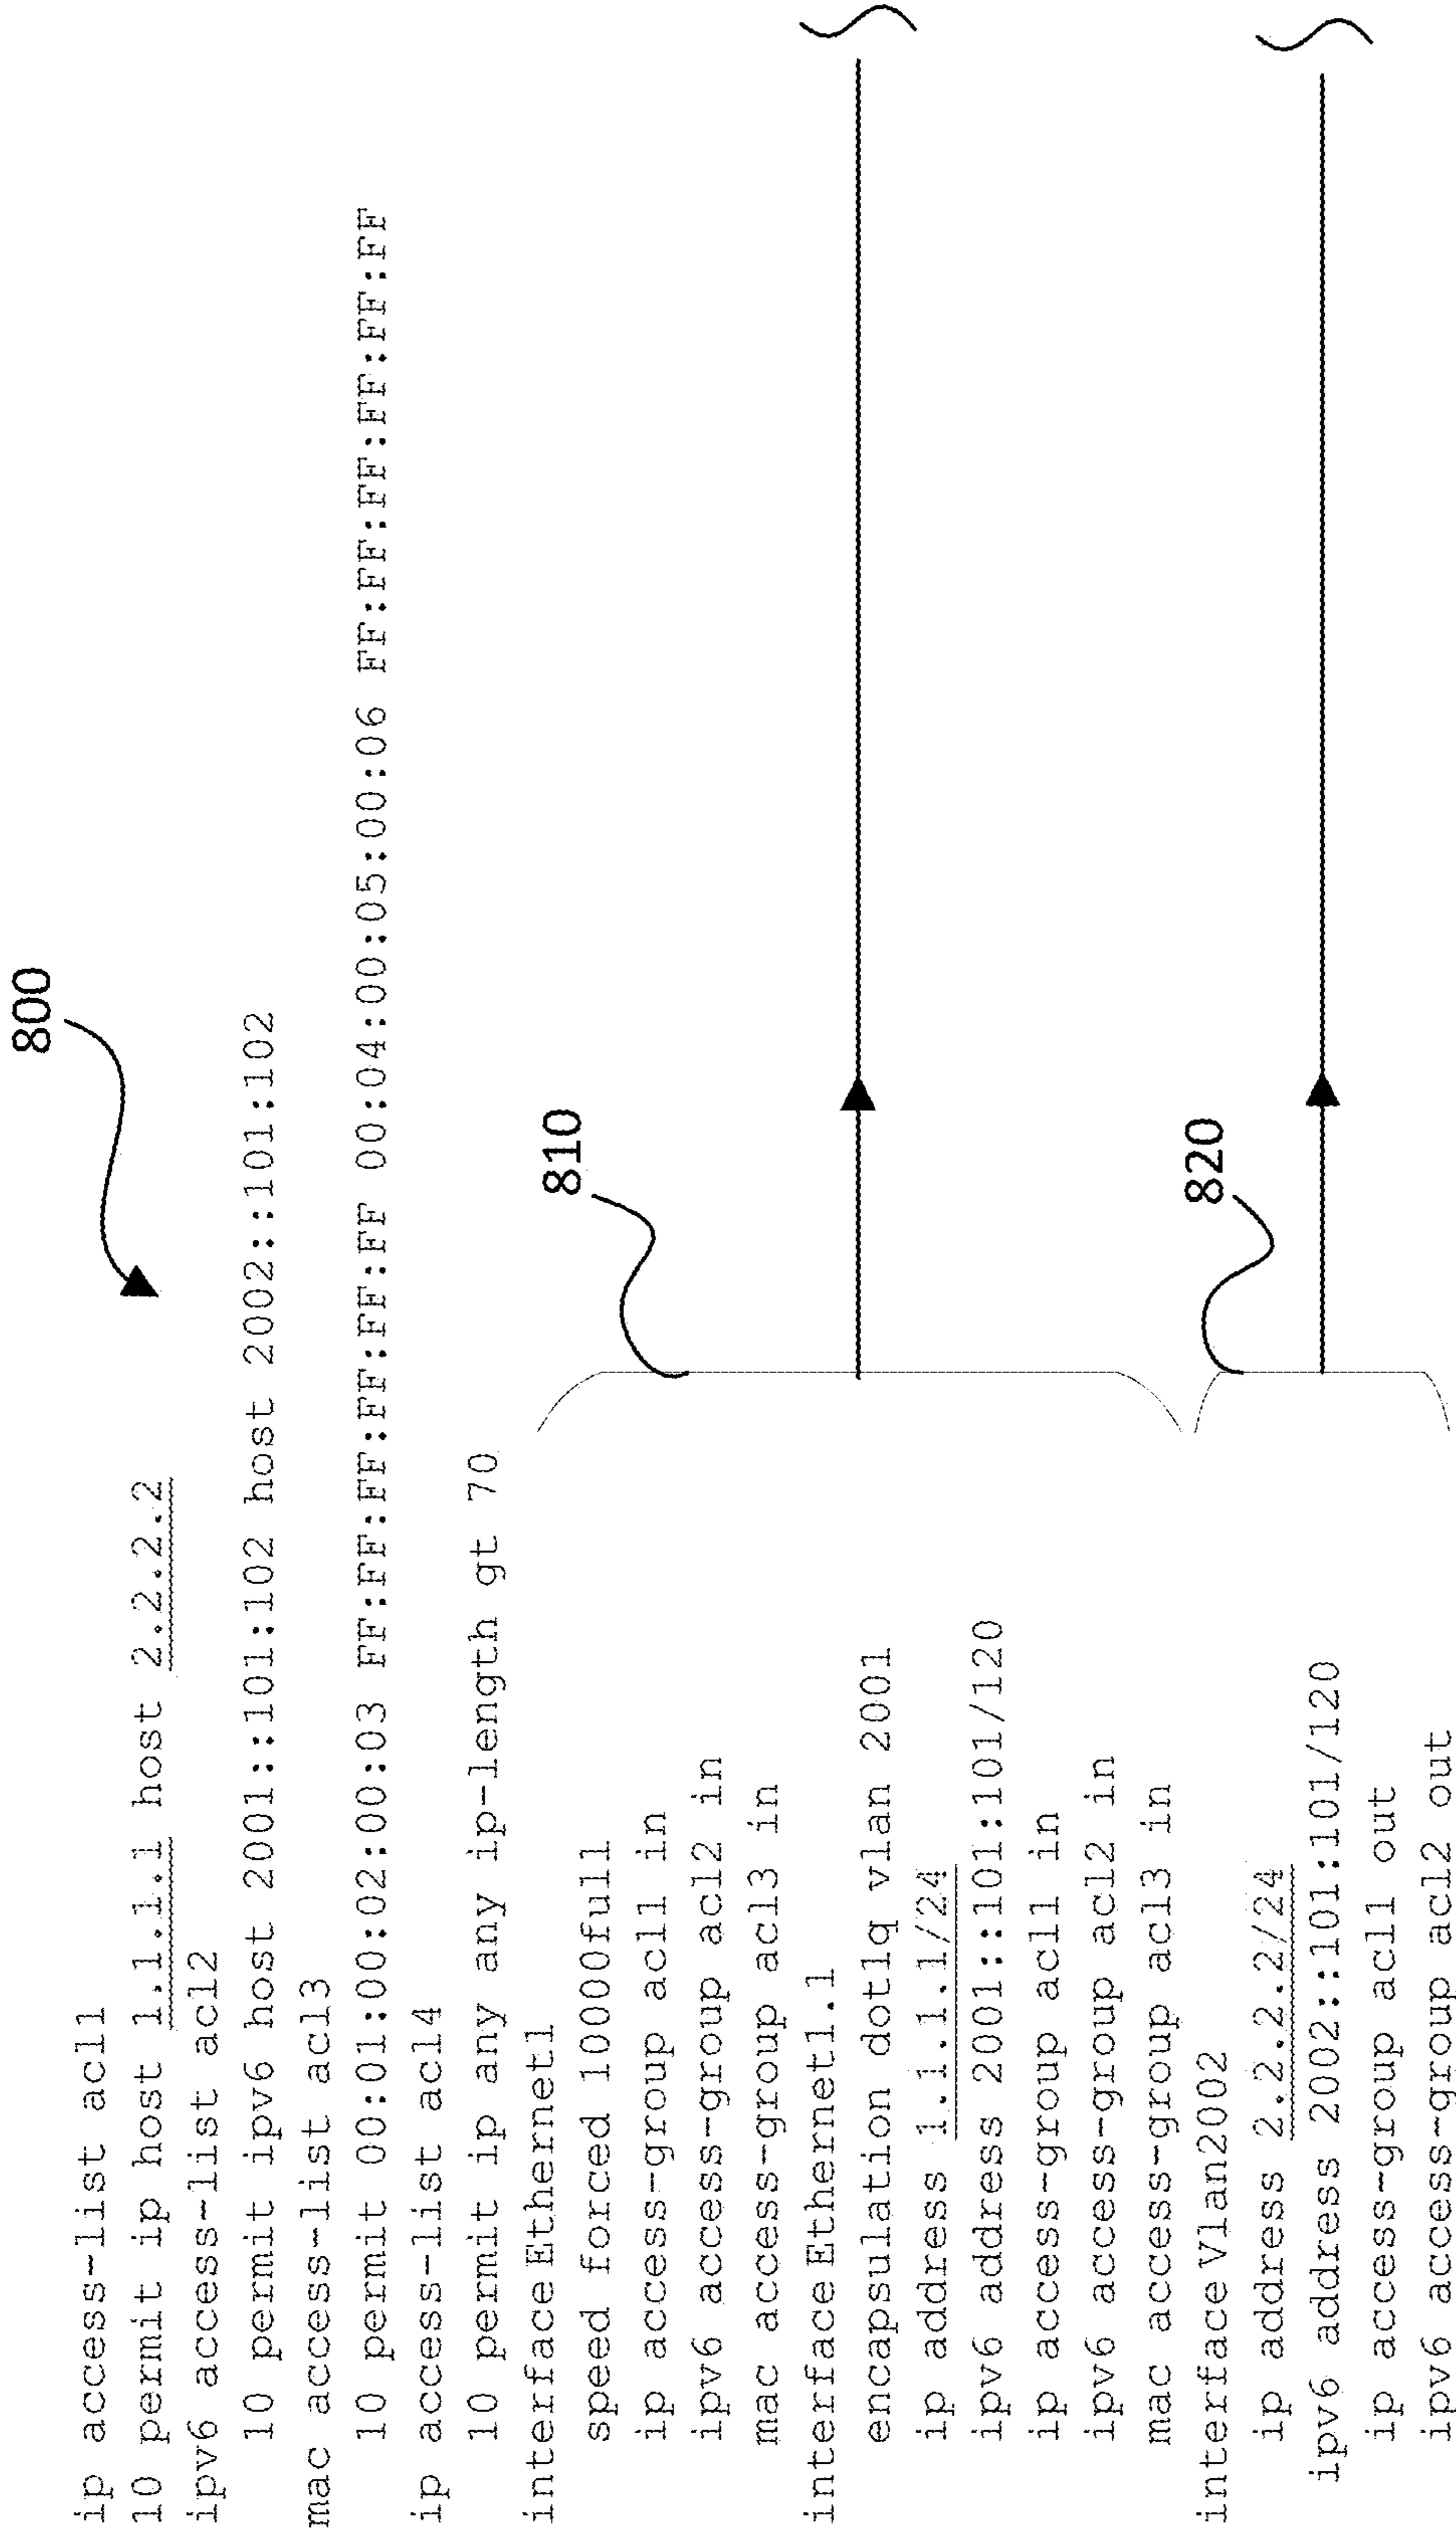 800
ip access-list acl1
10 permit ip host 1.1.1.1 host 2.2.2.2
ipv6 access-list acl2
10 permit ipv6 host 2001::101:102 host 2002::101:102
mac access-list acl3
10 permit 00:01:00:02:00:03 FF:FF:FF:FF:FF:FF 00:04:00:05:00:06 FF:FF:FF:FF:FF:FF
ip access-list acl4
10 permit ip any any ip-length gt 70
interface Ethernet1
810
speed forced 10000full
ip access-group acl1 in
ipv6 access-group acl2 in
mac access-group acl3 in
interface Ethernet1.1
encapsulation dot1q vlan 2001
ip address 1.1.1.1/24
ipv6 address 2001::101:101/120
ip access-group acl1 in
ipv6 access-group acl2 in
mac access-group acl3 in
interface Vlan2002
820
ip address 2.2.2.2/24
ipv6 address 2002::101:101/120
ip access-group acl1 out
ipv6 access-group acl2 out